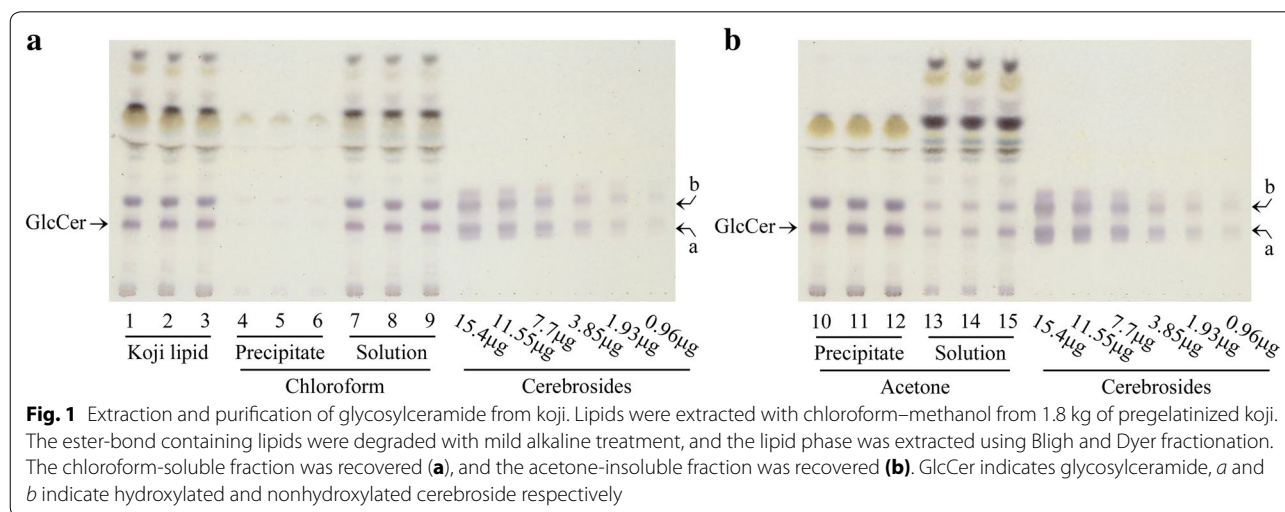 a
b
GlcCer →
b
a
GlcCer →
b
a
1 2 3 4 5 6 7 8 9 15.4µg 11.55µg 7.7µg 3.85µg 1.93µg 0.96µg
10 11 12 13 14 15 15.4µg 11.55µg 7.7µg 3.85µg 1.93µg 0.96µg
Koji lipid Precipitate Solution
Precipitate Solution
Chloroform Cerebrosides
Acetone Cerebrosides
Fig. 1 Extraction and purification of glycosylceramide from koji. Lipids were extracted with chloroform–methanol from 1.8 kg of pregelatinized koji.
The ester-bond containing lipids were degraded with mild alkaline treatment, and the lipid phase was extracted using Bligh and Dyer fractionation.
The chloroform-soluble fraction was recovered (a), and the acetone-insoluble fraction was recovered (b). GlcCer indicates glycosylceramide, a and
b indicate hydroxylated and nonhydroxylated cerebroside respectively